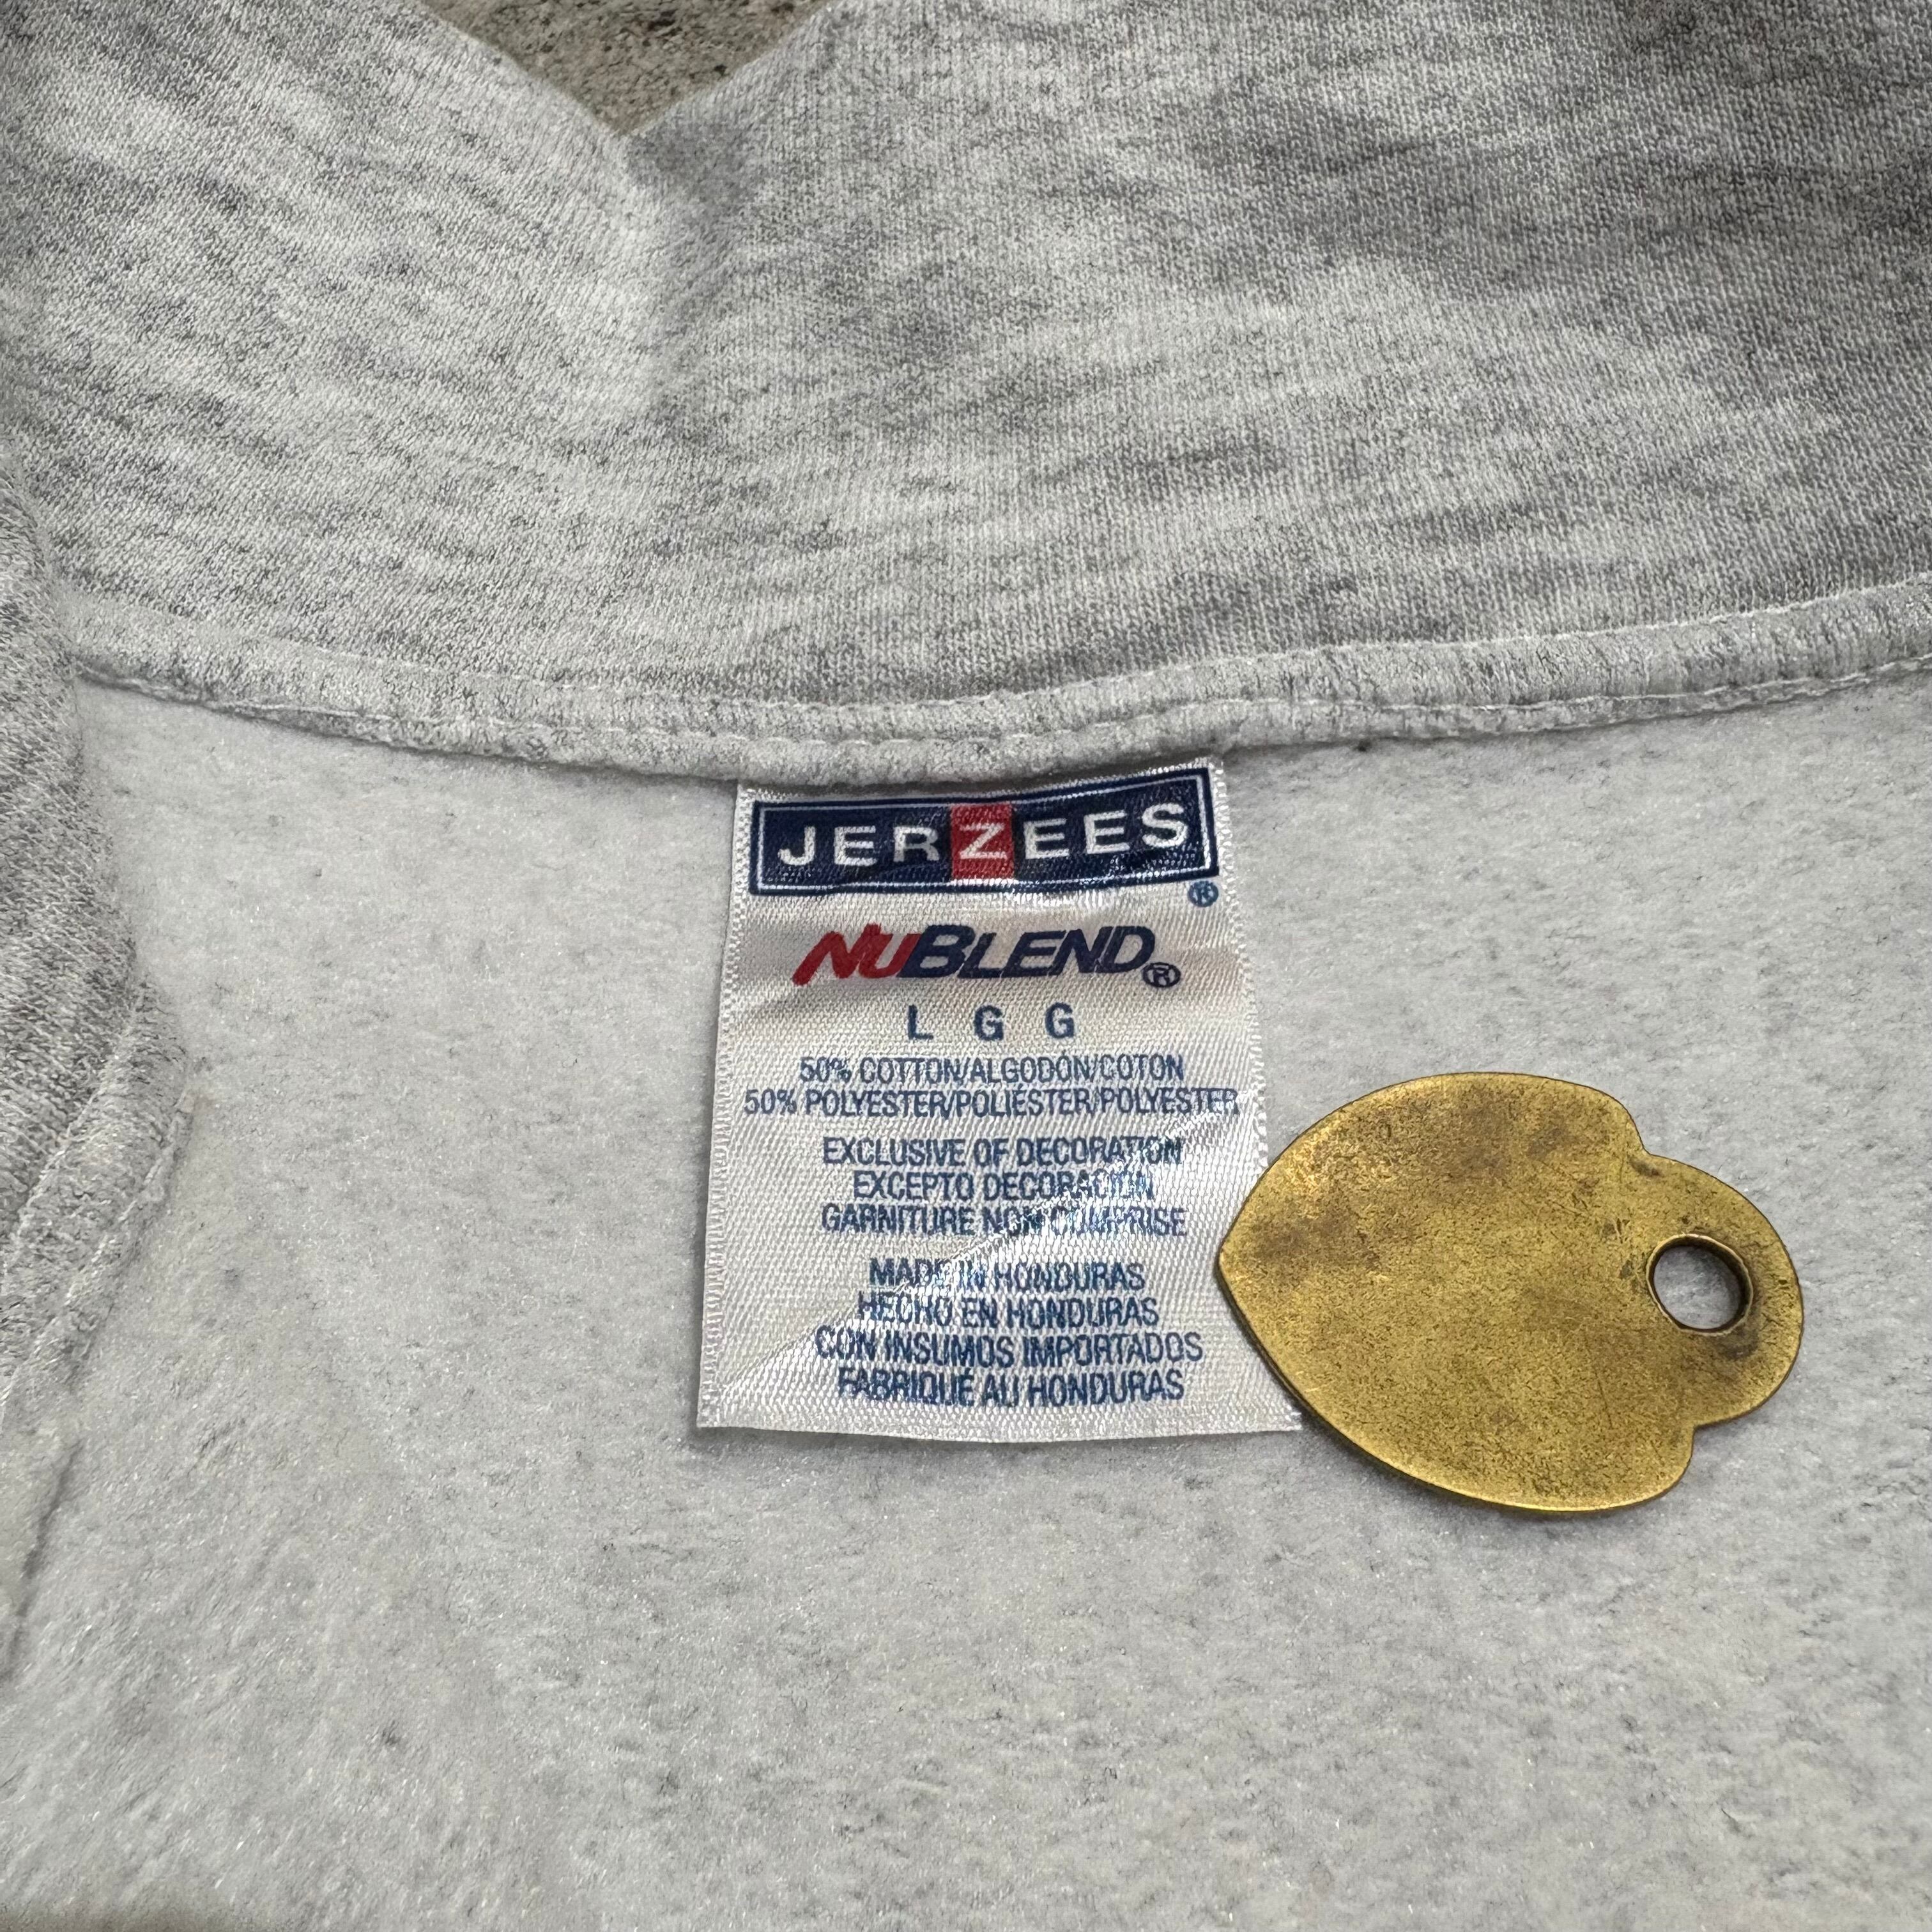 JERZEES
®
NUBLEND®
L G G
50% COTTON/ALGODÓN/COTON
50% POLYESTER/POLIÉSTER/POLYESTER
EXCLUSIVE OF DECORATION
EXCEPTO DECORACIÓN
GARNITURE NON COMPRISE
MADE IN HONDURAS
HECHO EN HONDURAS
CON INSUMOS IMPORTADOS
FABRIQUÉ AU HONDURAS